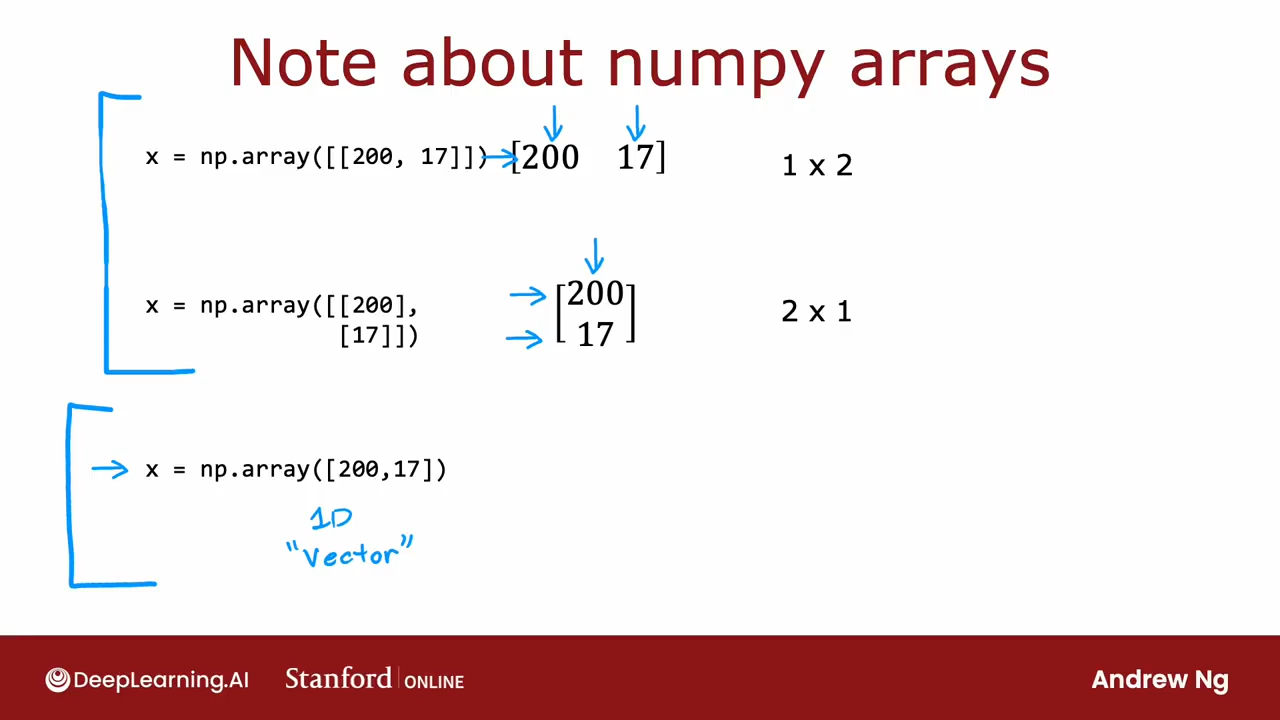 Note about numpy arrays
x = np.array([[200, 17]]) [200 17] 1 x 2
x = np.array([[200],
[17]])
[200
17]
2 x 1
x = np.array([200,17])
1D
"Vector"
DeepLearning.AI Stanford ONLINE Andrew Ng